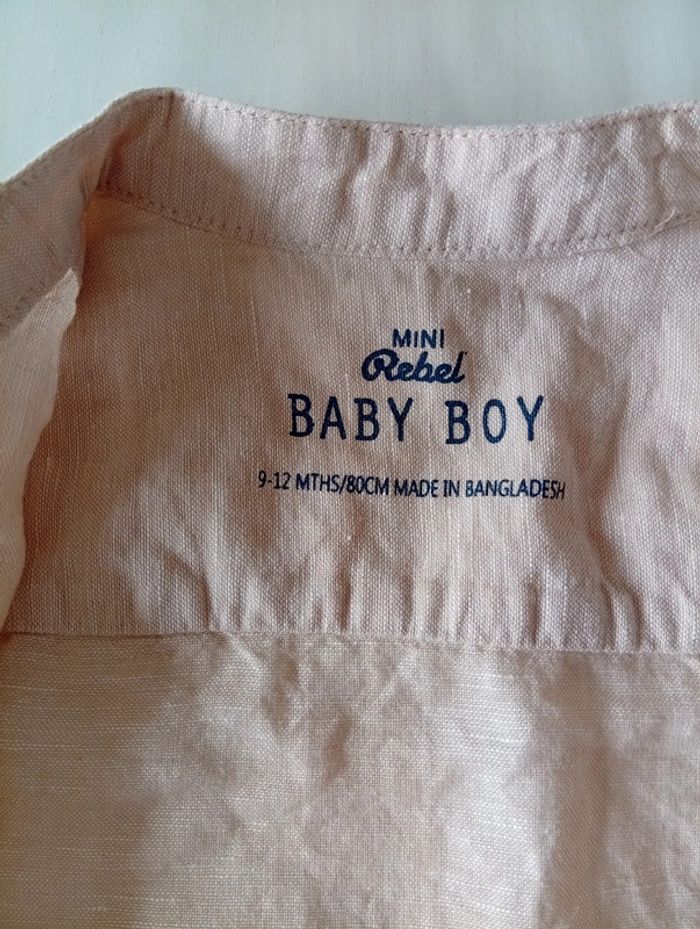 MINI
Rebel
BABY BOY
9-12 MTHS/80CM MADE IN BANGLADESH